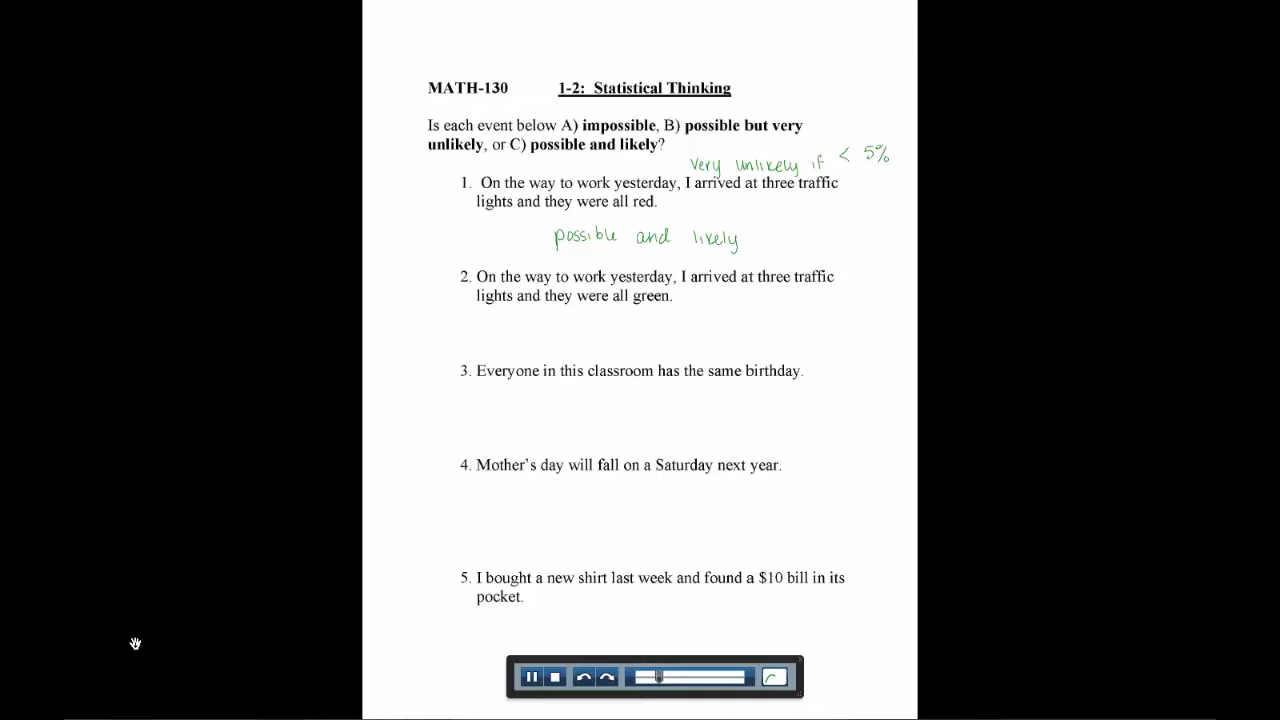 MATH-130 1-2: Statistical Thinking
Is each event below A) impossible, B) possible but very
unlikely, or C) possible and likely?
very unlikely if < 5%
1. On the way to work yesterday, I arrived at three traffic
lights and they were all red.
possible and likely
2. On the way to work yesterday, I arrived at three traffic
lights and they were all green.
3. Everyone in this classroom has the same birthday.
4. Mother's day will fall on a Saturday next year.
5. I bought a new shirt last week and found a $10 bill in its
pocket.